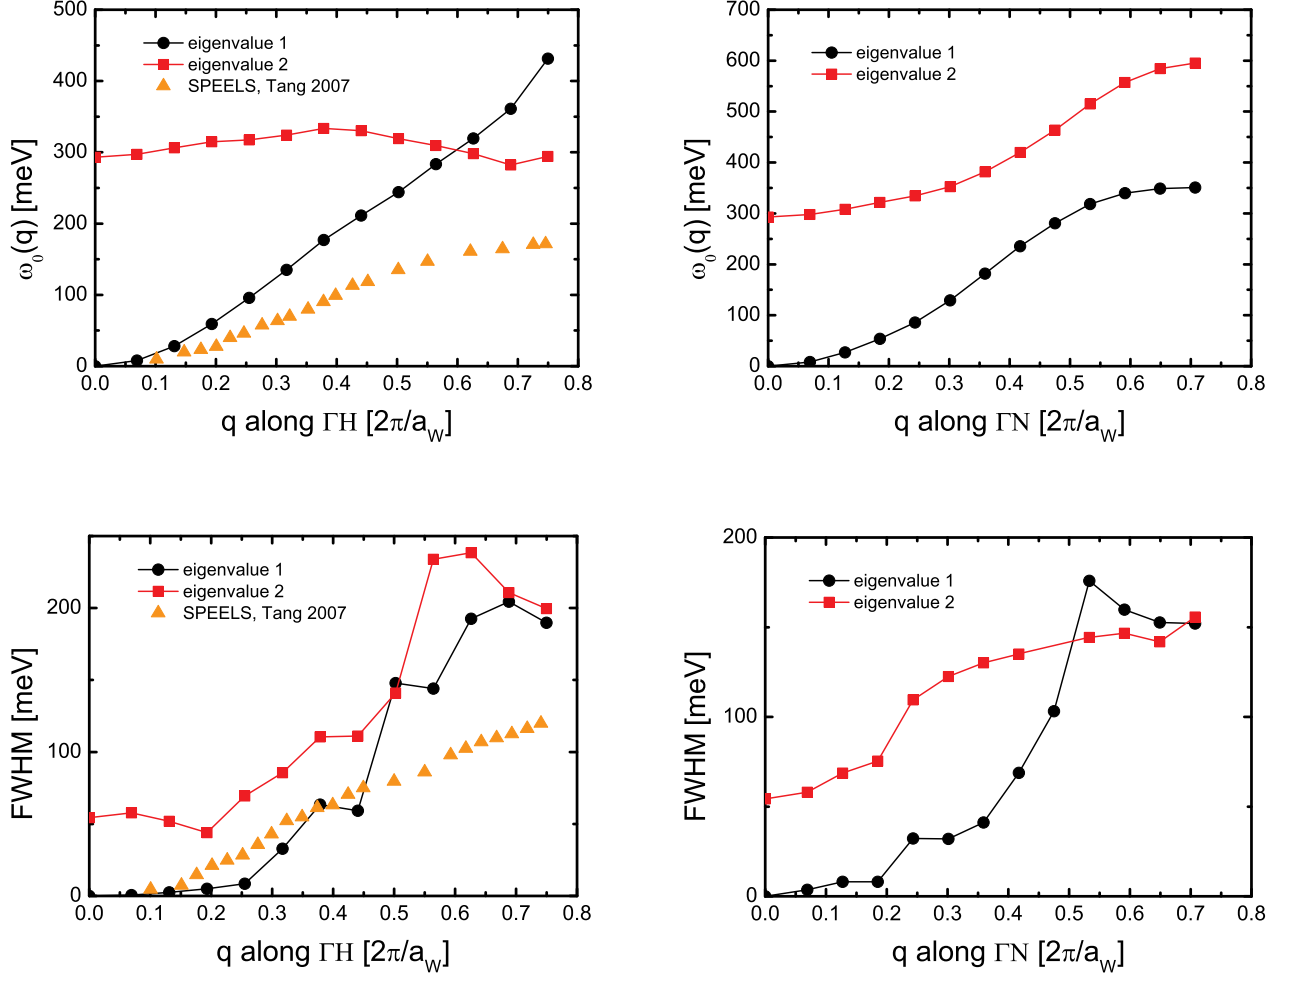 500
400
300
200
100
0
ω₀(q) [meV]
eigenvalue 1
eigenvalue 2
SPEELS, Tang 2007
0.0 0.1 0.2 0.3 0.4 0.5 0.6 0.7 0.8
q along ΓH [2π/a_W]
700
600
500
400
300
200
100
0
ω₀(q) [meV]
eigenvalue 1
eigenvalue 2
0.0 0.1 0.2 0.3 0.4 0.5 0.6 0.7 0.8
q along ΓN [2π/a_W]
200
100
0
FWHM [meV]
eigenvalue 1
eigenvalue 2
SPEELS, Tang 2007
0.0 0.1 0.2 0.3 0.4 0.5 0.6 0.7 0.8
q along ΓH [2π/a_W]
200
100
0
FWHM [meV]
eigenvalue 1
eigenvalue 2
0.0 0.1 0.2 0.3 0.4 0.5 0.6 0.7 0.8
q along ΓN [2π/a_W]